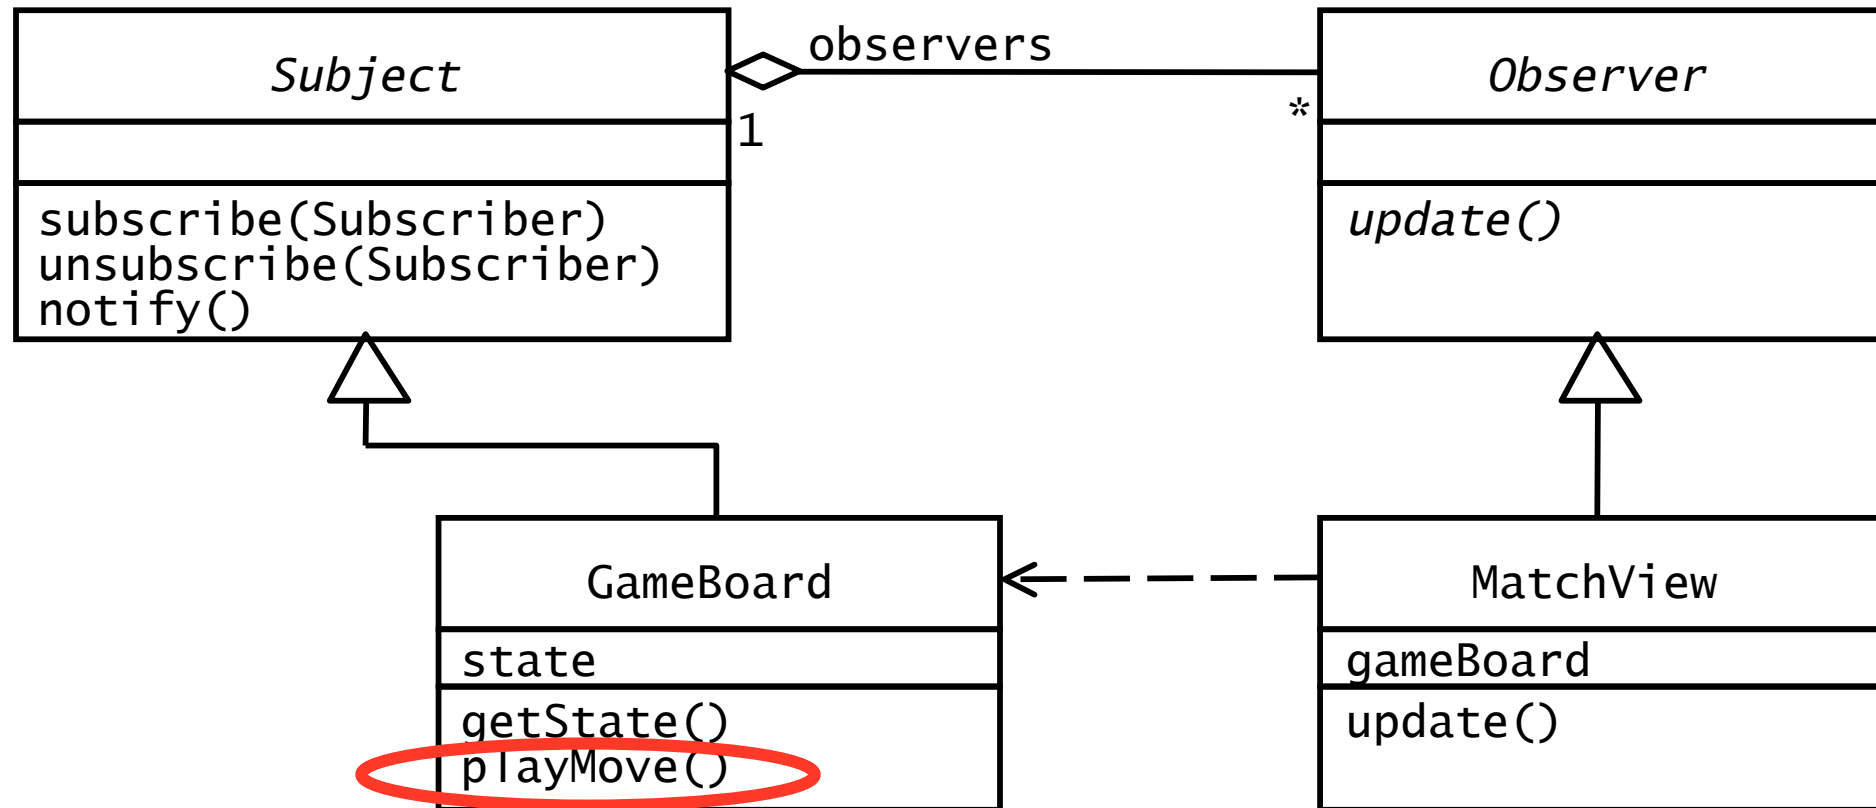 Subject
observers
1
*
Observer
subscribe(Subscriber)
unsubscribe(Subscriber)
notify()
update()
GameBoard
state
getState()
playMove()
MatchView
gameBoard
update()